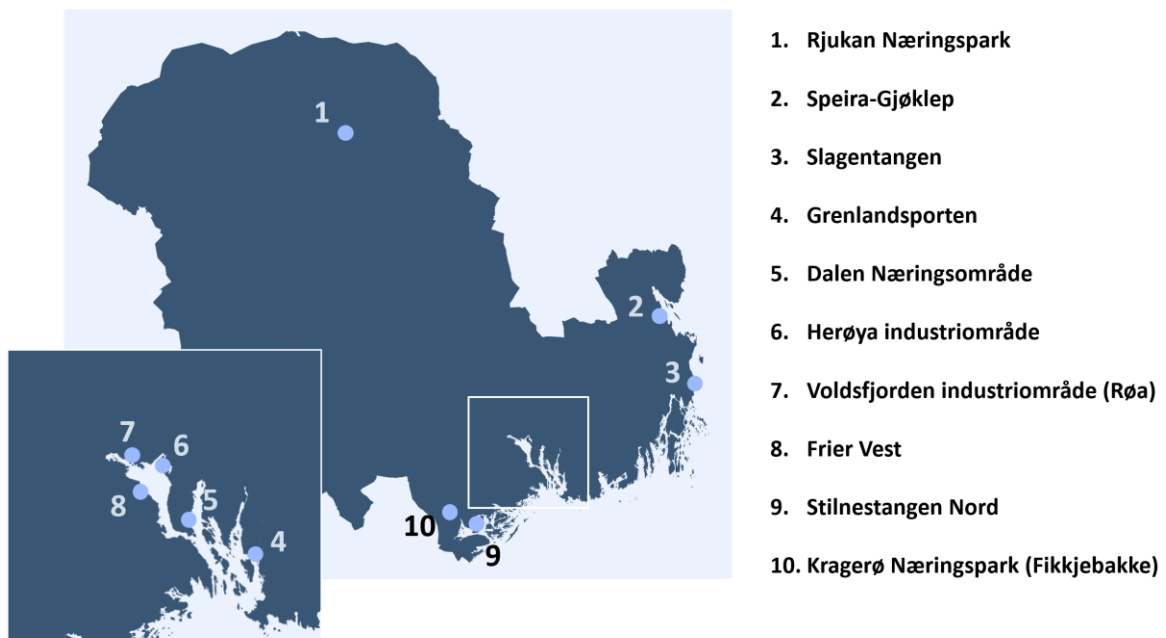 1. Rjukan Næringspark
2. Speira-Gjøklep
3. Slagentangen
4. Grenlandsporten
5. Dalen Næringsområde
6. Herøya industriområde
7. Voldsfjorden industriområde (Røa)
8. Frier Vest
9. Stilnestangen Nord
10. Kragerø Næringspark (Fikkjebakke)
1
2
3
7
6
8
5
4
10
9